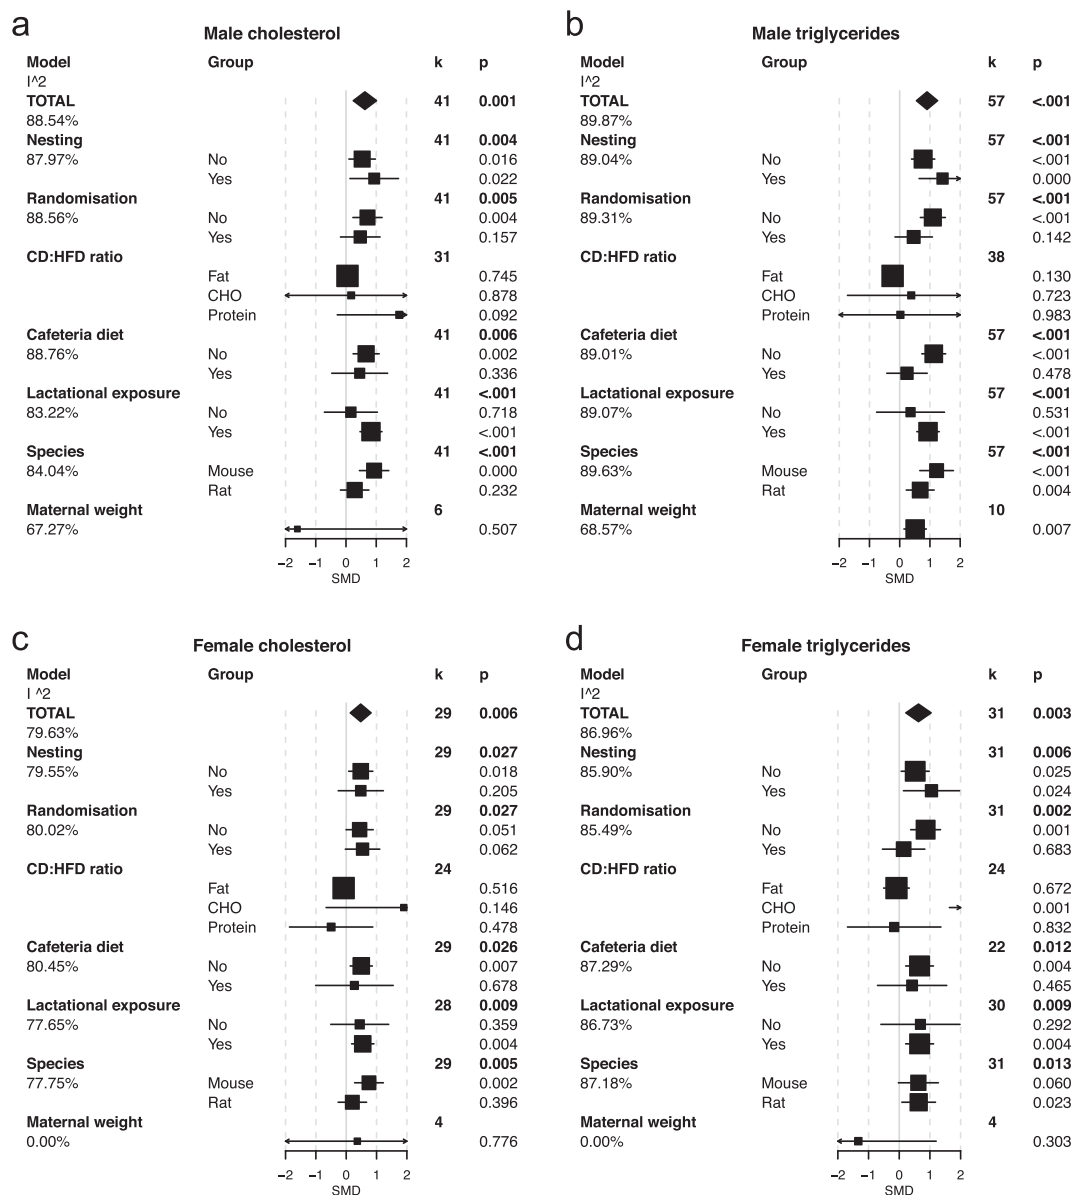 a
Male cholesterol
Model Group k p
I^2
TOTAL 41 0.001
88.54%
Nesting 41 0.004
87.97% No 0.016
Yes 0.022
Randomisation 41 0.005
88.56% No 0.004
Yes 0.157
CD:HFD ratio 31
Fat 0.745
CHO 0.878
Protein 0.092
Cafeteria diet 41 0.006
88.76% No 0.002
Yes 0.336
Lactational exposure 41 <.001
83.22% No 0.718
Yes <.001
Species 41 <.001
84.04% Mouse 0.000
Rat 0.232
Maternal weight 6
67.27% 0.507
−2 −1 0 1 2
SMD
b
Male triglycerides
Model Group k p
I^2
TOTAL 57 <.001
89.87%
Nesting 57 <.001
89.04% No <.001
Yes 0.000
Randomisation 57 <.001
89.31% No <.001
Yes 0.142
CD:HFD ratio 38
Fat 0.130
CHO 0.723
Protein 0.983
Cafeteria diet 57 <.001
89.01% No <.001
Yes 0.478
Lactational exposure 57 <.001
89.07% No 0.531
Yes <.001
Species 57 <.001
89.63% Mouse <.001
Rat 0.004
Maternal weight 10
68.57% 0.007
−2 −1 0 1 2
SMD
c
Female cholesterol
Model Group k p
I ^2
TOTAL 29 0.006
79.63%
Nesting 29 0.027
79.55% No 0.018
Yes 0.205
Randomisation 29 0.027
80.02% No 0.051
Yes 0.062
CD:HFD ratio 24
Fat 0.516
CHO 0.146
Protein 0.478
Cafeteria diet 29 0.026
80.45% No 0.007
Yes 0.678
Lactational exposure 28 0.009
77.65% No 0.359
Yes 0.004
Species 29 0.005
77.75% Mouse 0.002
Rat 0.396
Maternal weight 4
0.00% 0.776
−2 −1 0 1 2
SMD
d
Female triglycerides
Model Group k p
I^2
TOTAL 31 0.003
86.96%
Nesting 31 0.006
85.90% No 0.025
Yes 0.024
Randomisation 31 0.002
85.49% No 0.001
Yes 0.683
CD:HFD ratio 24
Fat 0.672
CHO 0.001
Protein 0.832
Cafeteria diet 22 0.012
87.29% No 0.004
Yes 0.465
Lactational exposure 30 0.009
86.73% No 0.292
Yes 0.004
Species 31 0.013
87.18% Mouse 0.060
Rat 0.023
Maternal weight 4
0.00% 0.303
−2 −1 0 1 2
SMD